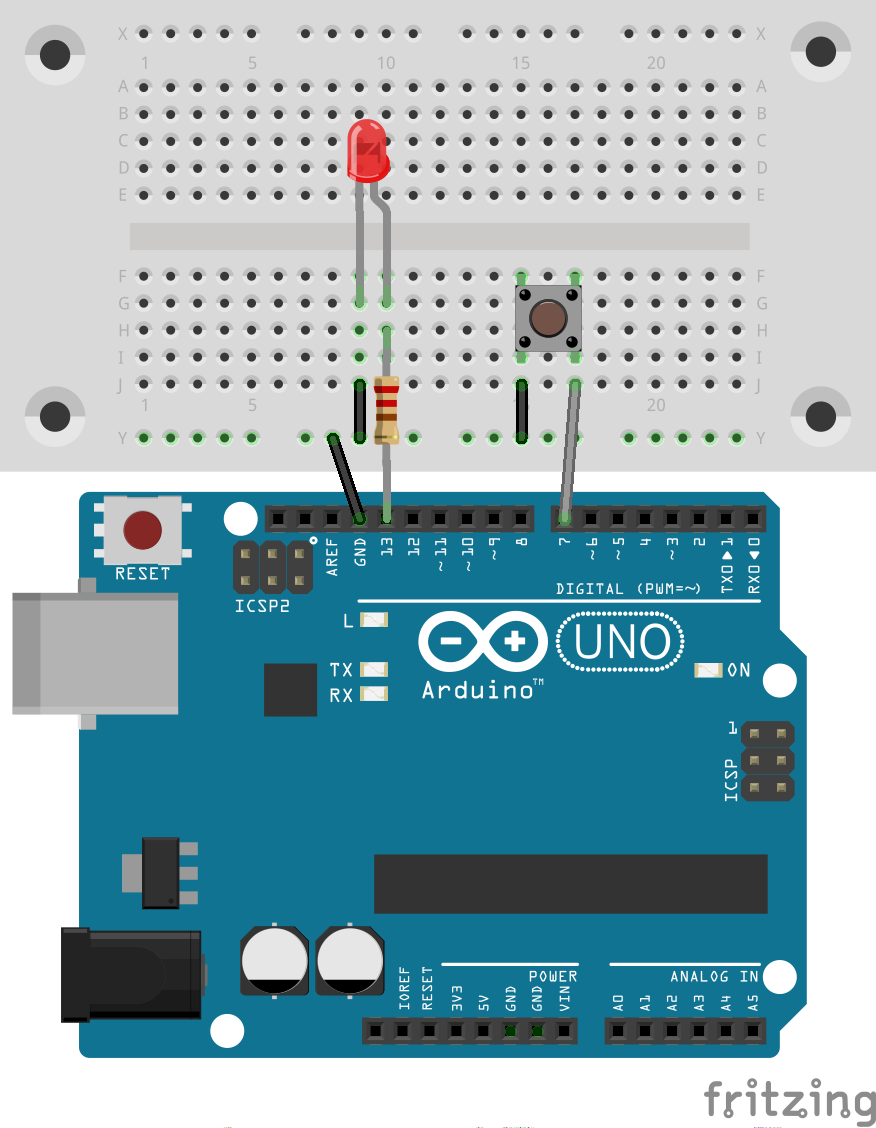 X X
1 5 10 15 20
A A
B B
C C
D D
E E
F F
G G
H H
I I
J J
1 5 20
Y Y
RESET
ICSP2
AREF
GND
13
12
~11
~10
~9
8
7
~6
~5
4
~3
2
TX0▶1
RX0◀0
DIGITAL (PWM=~)
L
TX
RX
UNO
Arduino™
ON
1
ICSP
POWER
ANALOG IN
IOREF
RESET
3V3
5V
GND
GND
VIN
A0
A1
A2
A3
A4
A5
fritzing